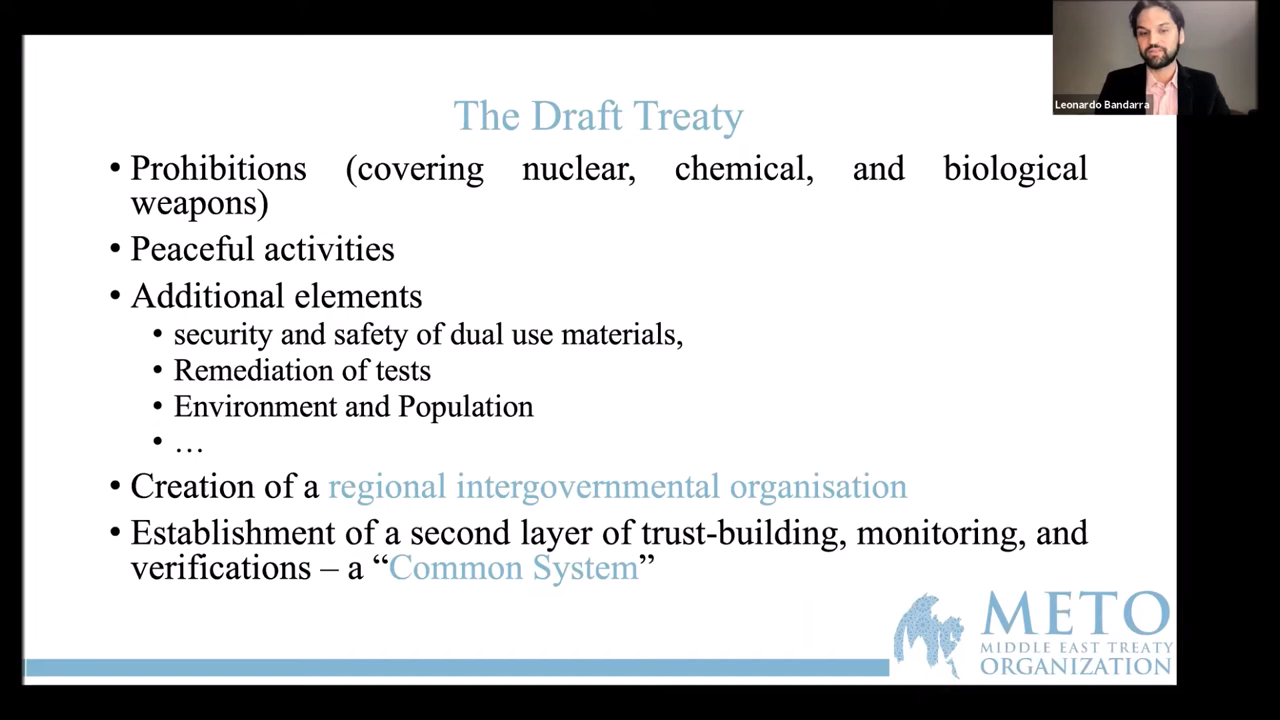 Leonardo Bandarra
The Draft Treaty
• Prohibitions (covering nuclear, chemical, and biological
weapons)
• Peaceful activities
• Additional elements
• security and safety of dual use materials,
• Remediation of tests
• Environment and Population
• …
• Creation of a regional intergovernmental organisation
• Establishment of a second layer of trust-building, monitoring, and
verifications – a “Common System”
METO
MIDDLE EAST TREATY
ORGANIZATION